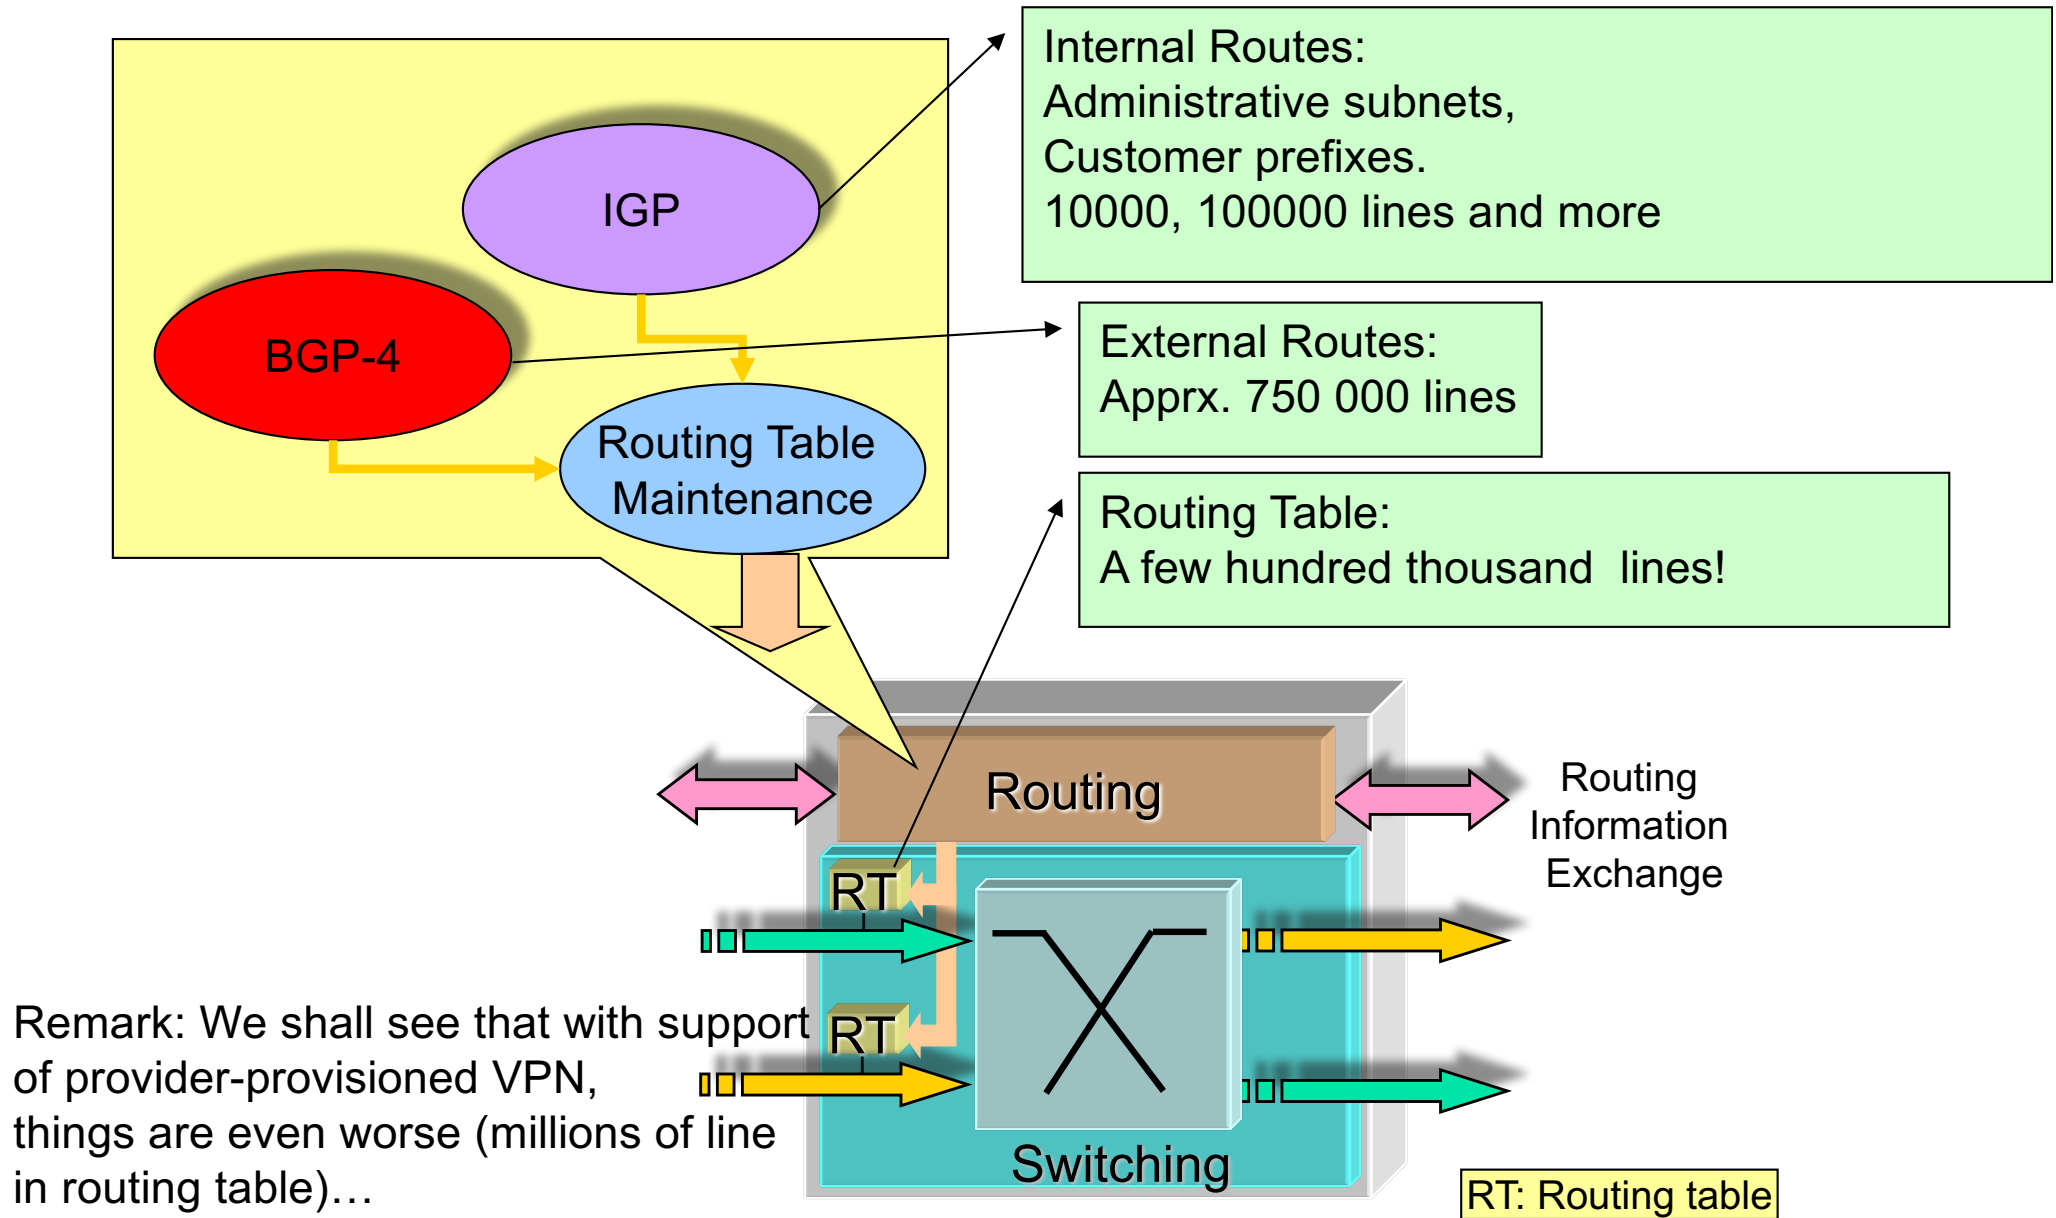 Internal Routes:
Administrative subnets,
Customer prefixes.
10000, 100000 lines and more
IGP
BGP-4
External Routes:
Apprx. 750 000 lines
Routing Table
Maintenance
Routing Table:
A few hundred thousand  lines!
Routing
Routing
Information
Exchange
RT
RT
Remark: We shall see that with support
of provider-provisioned VPN,
things are even worse (millions of line
in routing table)…
Switching
RT: Routing table